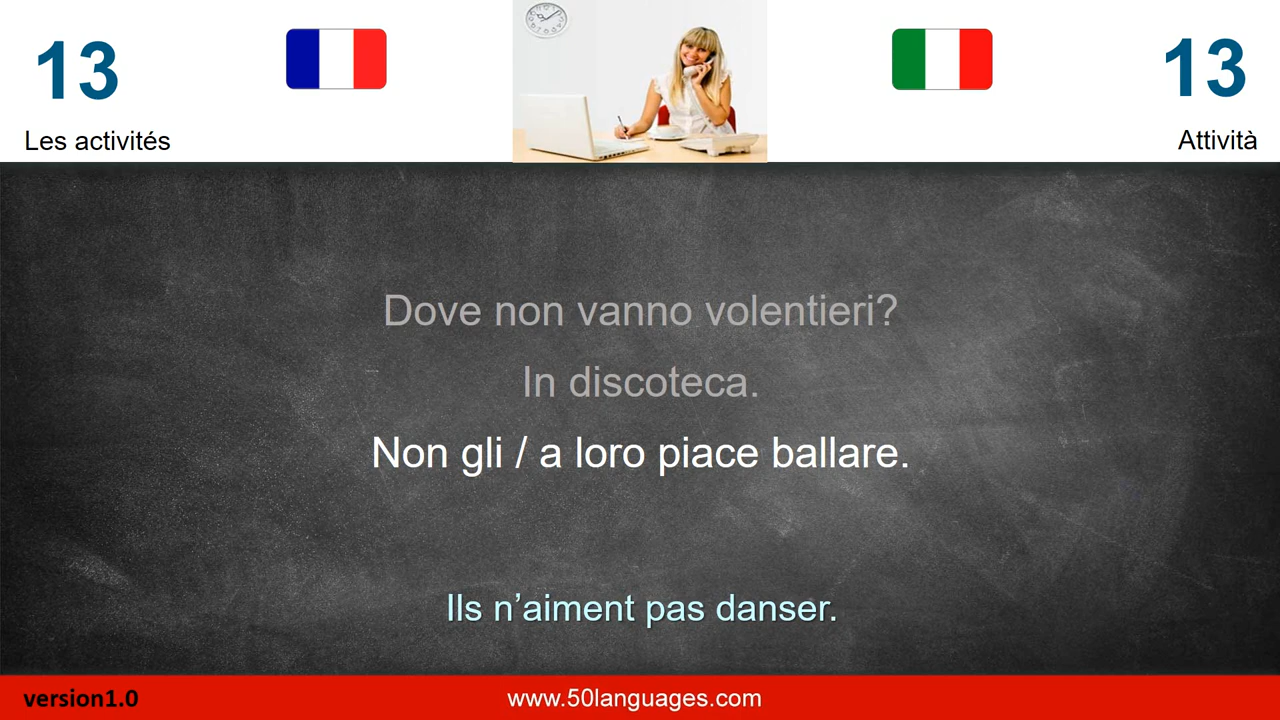 13
13
Les activités
Attività
Dove non vanno volentieri?
In discoteca.
Non gli / a loro piace ballare.
Ils n’aiment pas danser.
version1.0
www.50languages.com